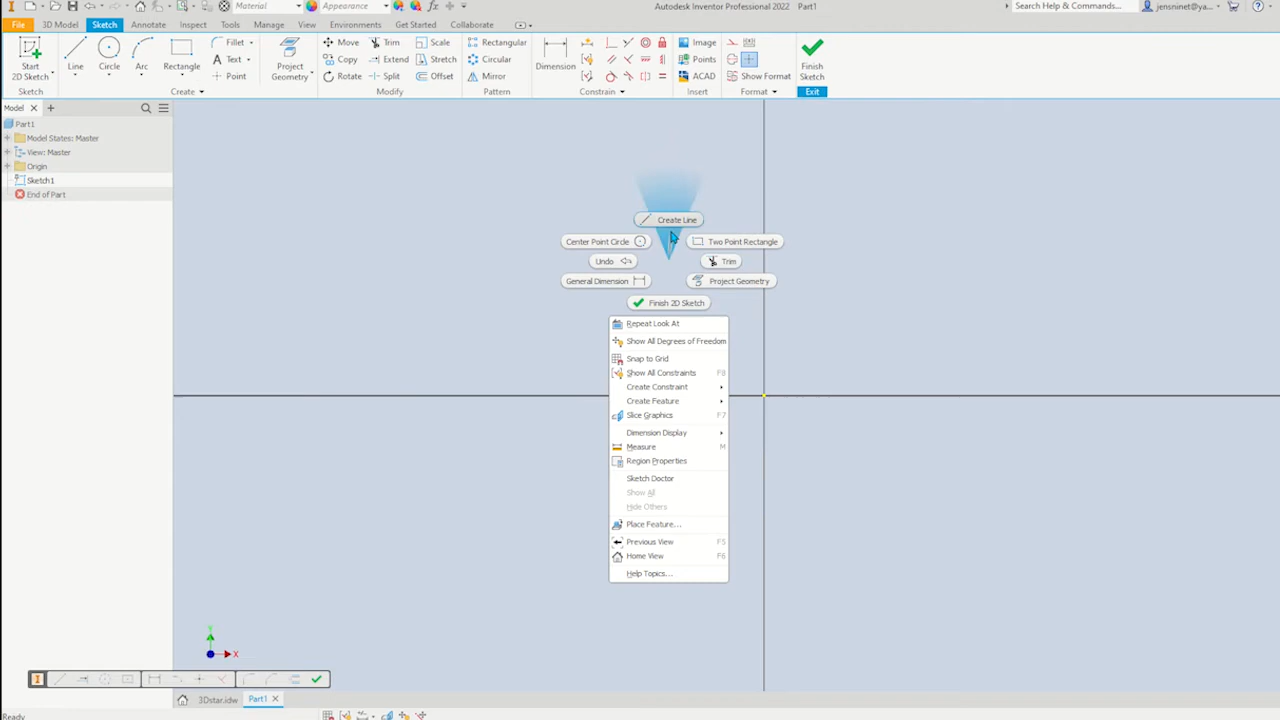 Material
Appearance
Autodesk Inventor Professional 2022 Part1
Search Help & Commands...
jensninet@ya...
File 3D Model Sketch Annotate Inspect Tools Manage View Environments Get Started Collaborate
Start
2D Sketch
Line
Circle
Arc
Rectangle
Fillet
Text
Point
Project
Geometry
Move
Copy
Rotate
Trim
Extend
Split
Scale
Stretch
Offset
Rectangular
Circular
Mirror
Dimension
Image
Points
ACAD
Show Format
Finish
Sketch
Sketch Create Modify Pattern Constrain Insert Format Exit
Model
Part1
Model States: Master
View: Master
Origin
Sketch1
End of Part
Create Line
Center Point Circle
Two Point Rectangle
Undo
Trim
General Dimension
Project Geometry
Finish 2D Sketch
Repeat Look At
Show All Degrees of Freedom
Snap to Grid
Show All Constraints F8
Create Constraint
Create Feature
Slice Graphics F7
Dimension Display
Measure M
Region Properties
Sketch Doctor
Show All
Hide Others
Place Feature...
Previous View F5
Home View F6
Help Topics...
Y
X
3Dstar.idw
Part1
Ready